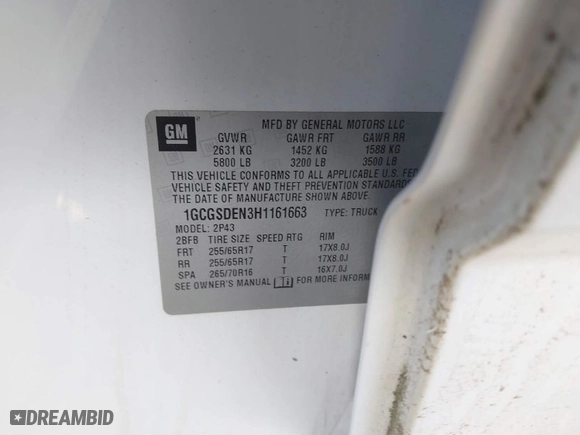 GM
MFD BY GENERAL MOTORS LLC
GVWR GAWR FRT GAWR RR
2631 KG 1452 KG 1588 KG
5800 LB 3200 LB 3500 LB
THIS VEHICLE CONFORMS TO ALL APPLICABLE U.S. FED
VEHICLE SAFETY AND THEFT PREVENTION STANDARDS
THE DATE OF MANUFACTURE SHOWN ABOVE.
1GCGSDEN3H1161663 TYPE: TRUCK
MODEL: 2P43
2BFB TIRE SIZE SPEED RTG RIM
FRT 255/65R17 T 17X8.0J
RR 255/65R17 T 17X8.0J
SPA 265/70R16 T 16X7.0J
SEE OWNER'S MANUAL FOR MORE INFORM
DREAMBID